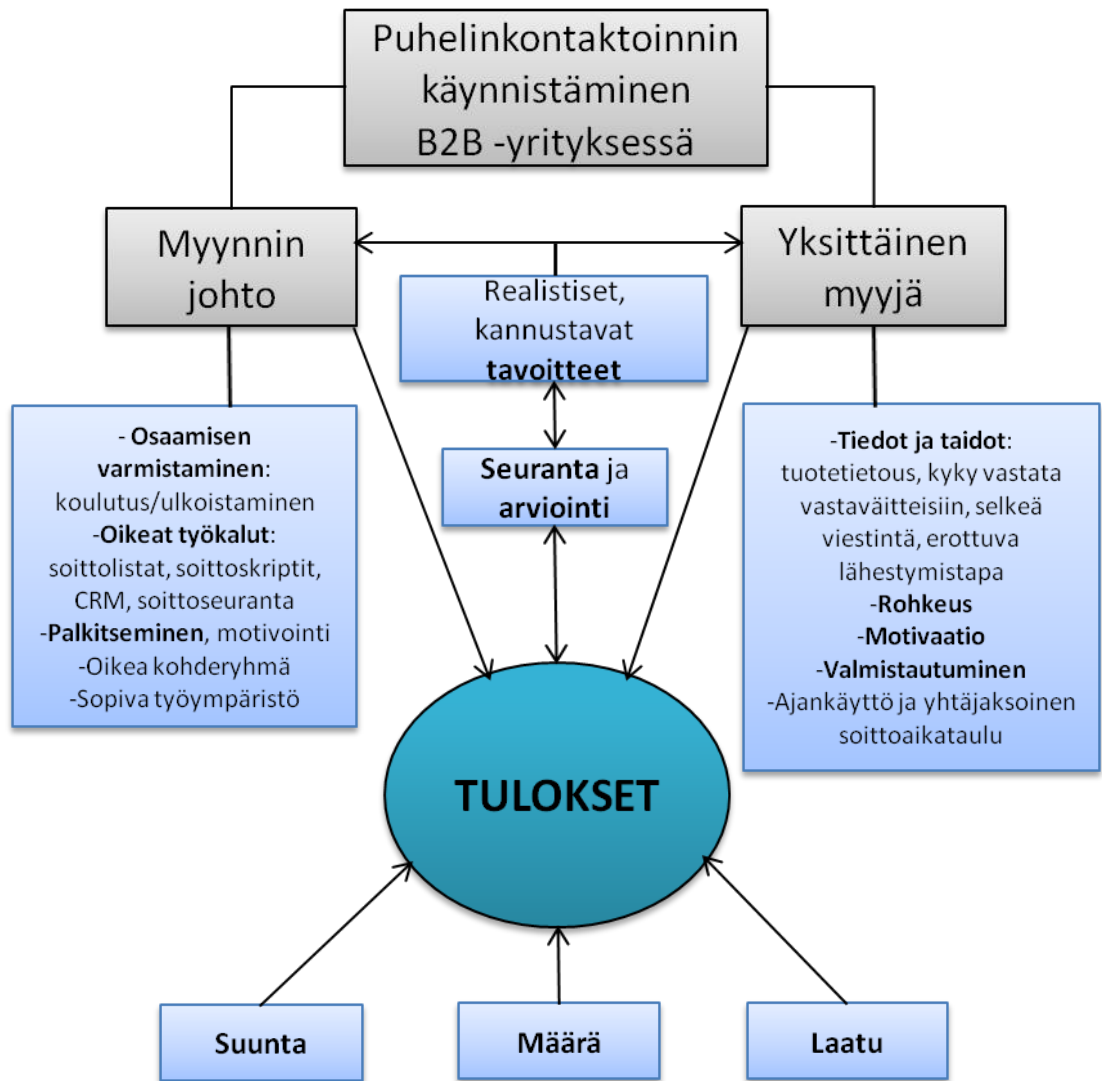 Puhelinkontaktoinnin
käynnistäminen
B2B -yrityksessä
Myynnin
johto
Yksittäinen
myyjä
Realistiset,
kannustavat
tavoitteet
- Osaamisen
varmistaminen:
koulutus/ulkoistaminen
-Oikeat työkalut:
soittolistat, soittoskriptit,
CRM, soittoseuranta
-Palkitseminen, motivointi
-Oikea kohderyhmä
-Sopiva työympäristö
Seuranta ja
arviointi
-Tiedot ja taidot:
tuotetietous, kyky vastata
vastaväitteisiin, selkeä
viestintä, erottuva
lähestymistapa
-Rohkeus
-Motivaatio
-Valmistautuminen
-Ajankäyttö ja yhtäjaksoinen
soittoaikataulu
TULOKSET
Suunta
Määrä
Laatu